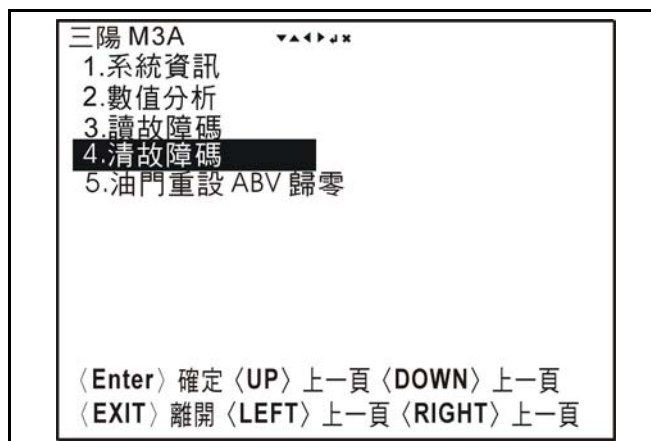 三陽 M3A ▼▲◀▶↲✖
1.系統資訊
2.數值分析
3.讀故障碼
4.清故障碼
5.油門重設 ABV 歸零
〈Enter〉確定〈UP〉上一頁〈DOWN〉上一頁
〈EXIT〉離開〈LEFT〉上一頁〈RIGHT〉上一頁